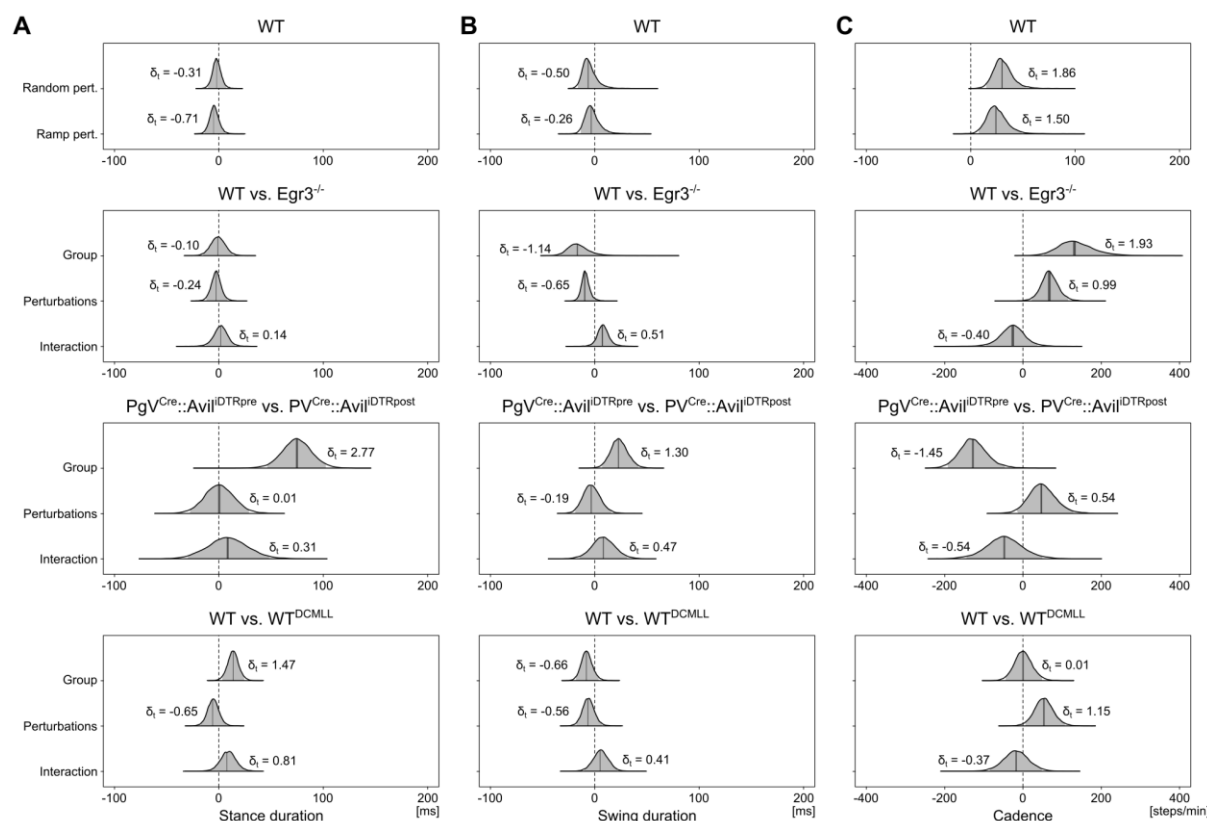 A
WT
Random pert.
δt = -0.31
Ramp pert.
δt = -0.71
-100 0 100 200
WT vs. Egr3-/-
Group
δt = -0.10
Perturbations
δt = -0.24
Interaction
δt = 0.14
-100 0 100 200
PgVCre::AviliDTRpre vs. PVCre::AviliDTRpost
Group
δt = 2.77
Perturbations
δt = 0.01
Interaction
δt = 0.31
-100 0 100 200
WT vs. WTDCMLL
Group
δt = 1.47
Perturbations
δt = -0.65
Interaction
δt = 0.81
-100 0 100 200
Stance duration [ms]
B
WT
δt = -0.50
δt = -0.26
-100 0 100 200
WT vs. Egr3-/-
δt = -1.14
δt = -0.65
δt = 0.51
-100 0 100 200
PgVCre::AviliDTRpre vs. PVCre::AviliDTRpost
δt = 1.30
δt = -0.19
δt = 0.47
-100 0 100 200
WT vs. WTDCMLL
δt = -0.66
δt = -0.56
δt = 0.41
-100 0 100 200
Swing duration [ms]
C
WT
δt = 1.86
δt = 1.50
-100 0 100 200
WT vs. Egr3-/-
δt = 1.93
δt = 0.99
δt = -0.40
-400 -200 0 200 400
PgVCre::AviliDTRpre vs. PVCre::AviliDTRpost
δt = -1.45
δt = 0.54
δt = -0.54
-400 -200 0 200 400
WT vs. WTDCMLL
δt = 0.01
δt = 1.15
δt = -0.37
-400 -200 0 200 400
Cadence [steps/min]